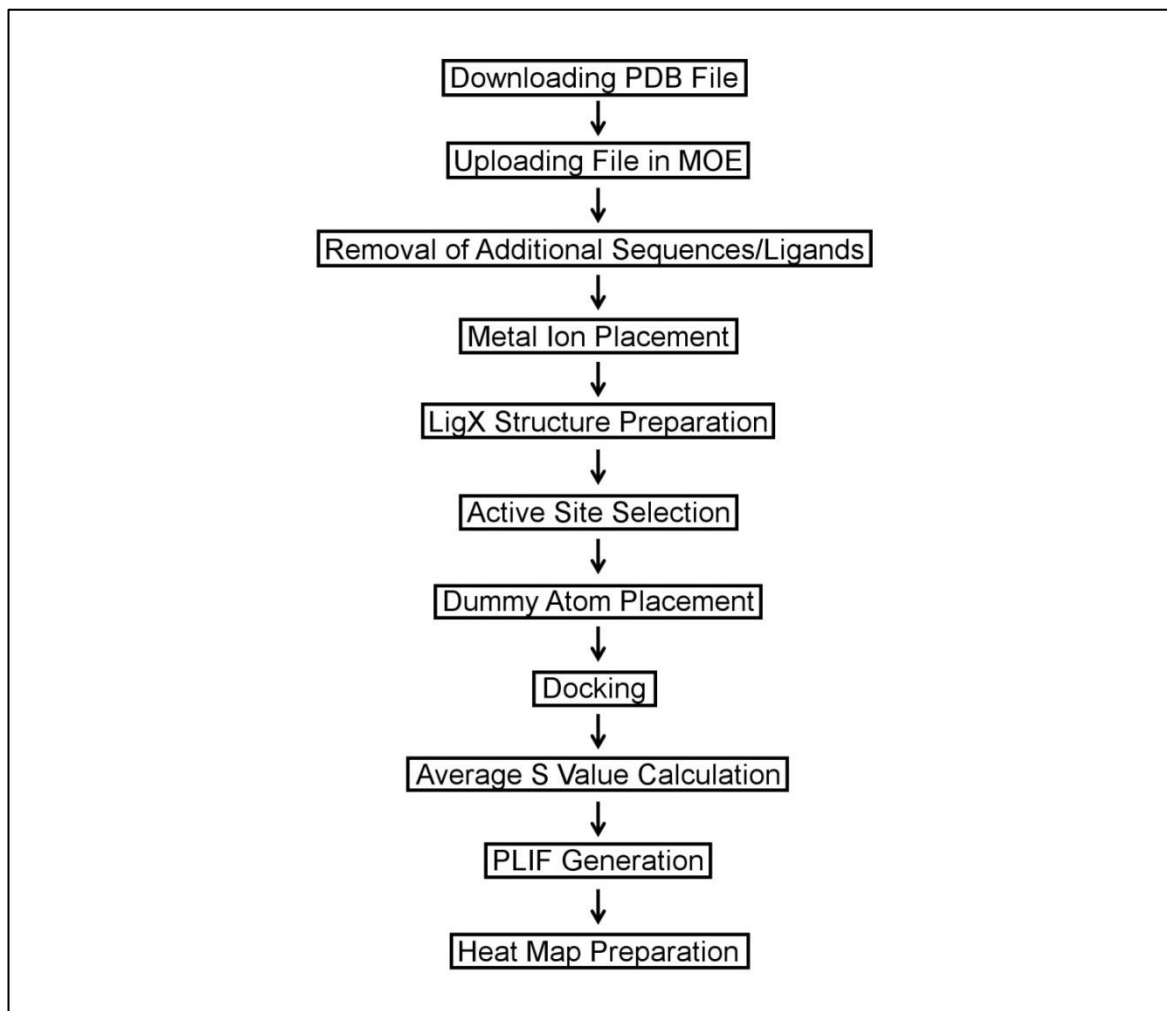 Downloading PDB File
Uploading File in MOE
Removal of Additional Sequences/Ligands
Metal Ion Placement
LigX Structure Preparation
Active Site Selection
Dummy Atom Placement
Docking
Average S Value Calculation
PLIF Generation
Heat Map Preparation